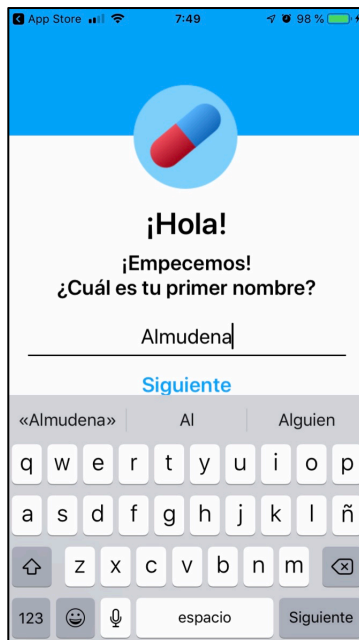 App Store 7:49 98 %
¡Hola!
¡Empecemos!
¿Cuál es tu primer nombre?
Almudena
Siguiente
«Almudena» Al Alguien
q w e r t y u i o p
a s d f g h j k l ñ
z x c v b n m
123 espacio Siguiente